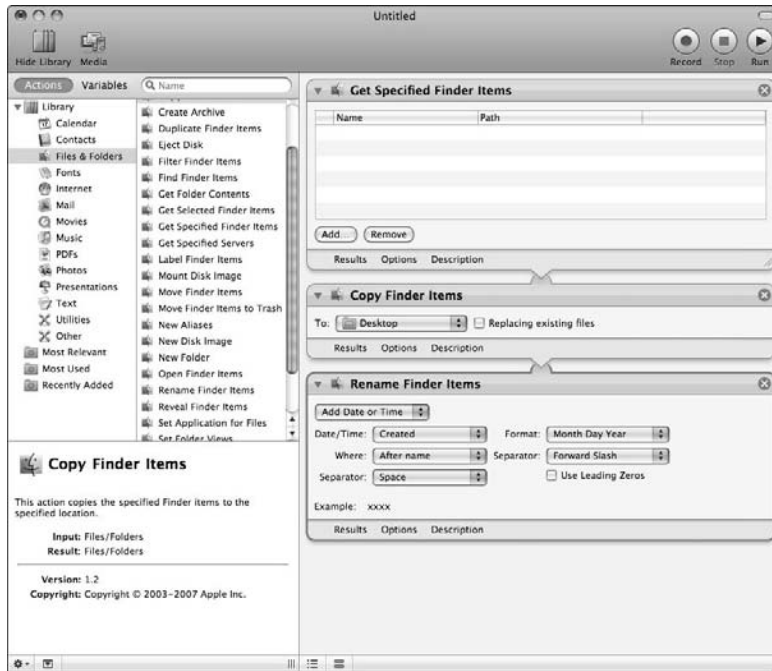 Untitled
Hide Library Media
Record Stop Run
Actions Variables Name
Library
Calendar
Contacts
Files & Folders
Fonts
Internet
Mail
Movies
Music
PDFs
Photos
Presentations
Text
Utilities
Other
Most Relevant
Most Used
Recently Added
Create Archive
Duplicate Finder Items
Eject Disk
Filter Finder Items
Find Finder Items
Get Folder Contents
Get Selected Finder Items
Get Specified Finder Items
Get Specified Servers
Label Finder Items
Mount Disk Image
Move Finder Items
Move Finder Items to Trash
New Aliases
New Disk Image
New Folder
Open Finder Items
Rename Finder Items
Reveal Finder Items
Set Application for Files
Set Folder Views
Copy Finder Items
This action copies the specified Finder items to the
specified location.
Input: Files/Folders
Result: Files/Folders
Version: 1.2
Copyright: Copyright © 2003–2007 Apple Inc.
Get Specified Finder Items
Name Path
Add... Remove
Results Options Description
Copy Finder Items
To: Desktop Replacing existing files
Results Options Description
Rename Finder Items
Add Date or Time
Date/Time: Created Format: Month Day Year
Where: After name Separator: Forward Slash
Separator: Space Use Leading Zeros
Example: xxxx
Results Options Description